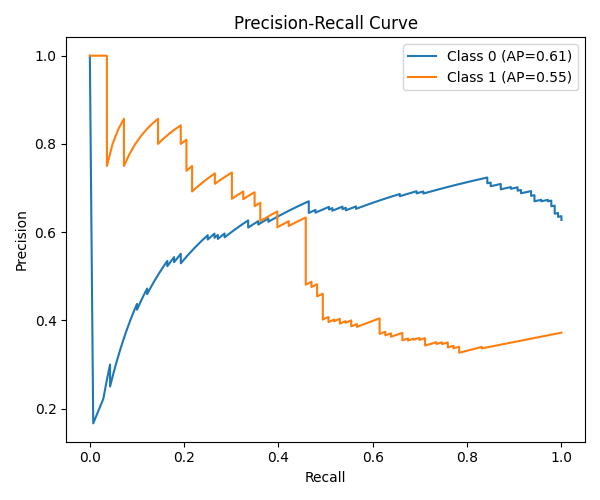 Precision-Recall Curve
Class 0 (AP=0.61)
Class 1 (AP=0.55)
Precision
1.0
0.8
0.6
0.4
0.2
0.0 0.2 0.4 0.6 0.8 1.0
Recall